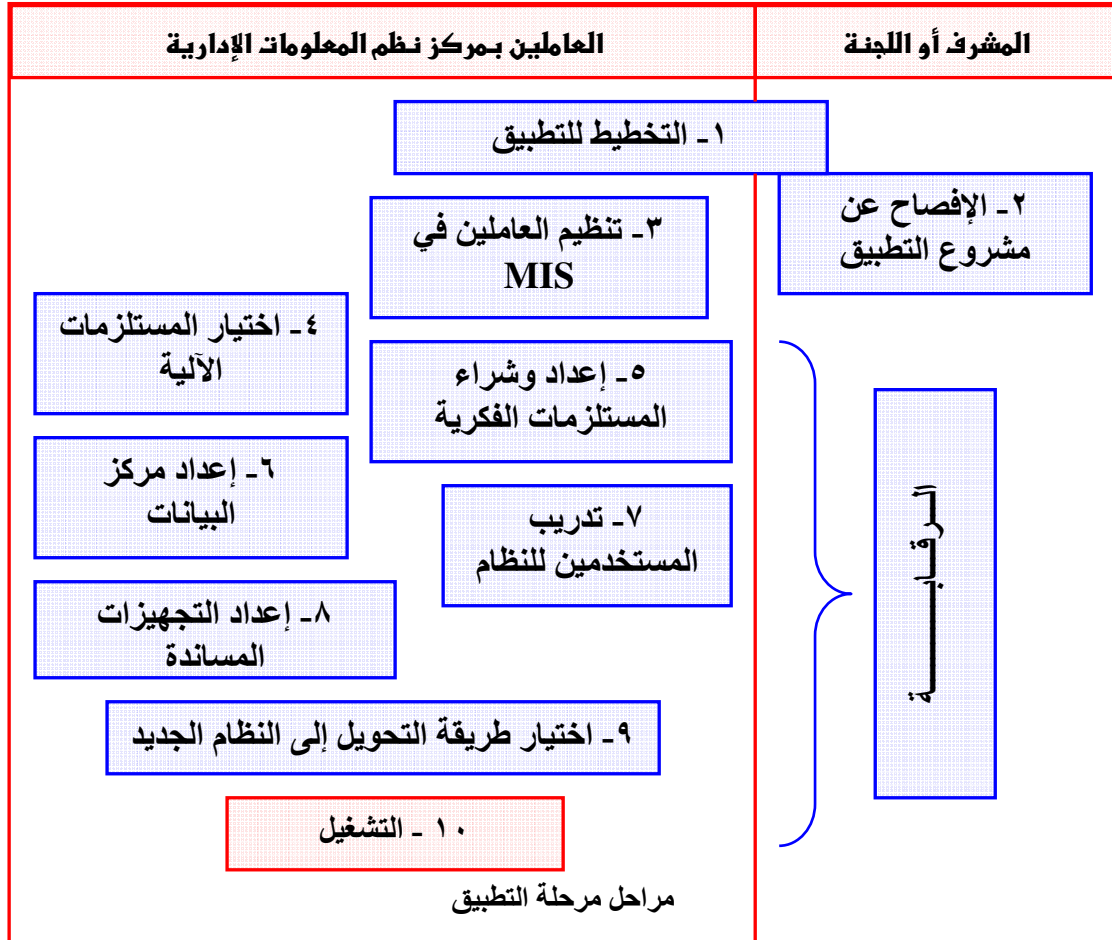 المشرف أو اللجنة
العاملين بمركز نظم المعلومات الإدارية
١- التخطيط للتطبيق
٢- الإفصاح عن
مشروع التطبيق
٣- تنظيم العاملين في
MIS
٤- اختيار المستلزمات
الآلية
٥- إعداد وشراء
المستلزمات الفكرية
٦- إعداد مركز
البيانات
٧- تدريب
المستخدمين للنظام
٨- إعداد التجهيزات
المساندة
٩- اختيار طريقة التحويل إلى النظام الجديد
١٠ - التشغيل
الـرقـابــــــــة
مراحل مرحلة التطبيق